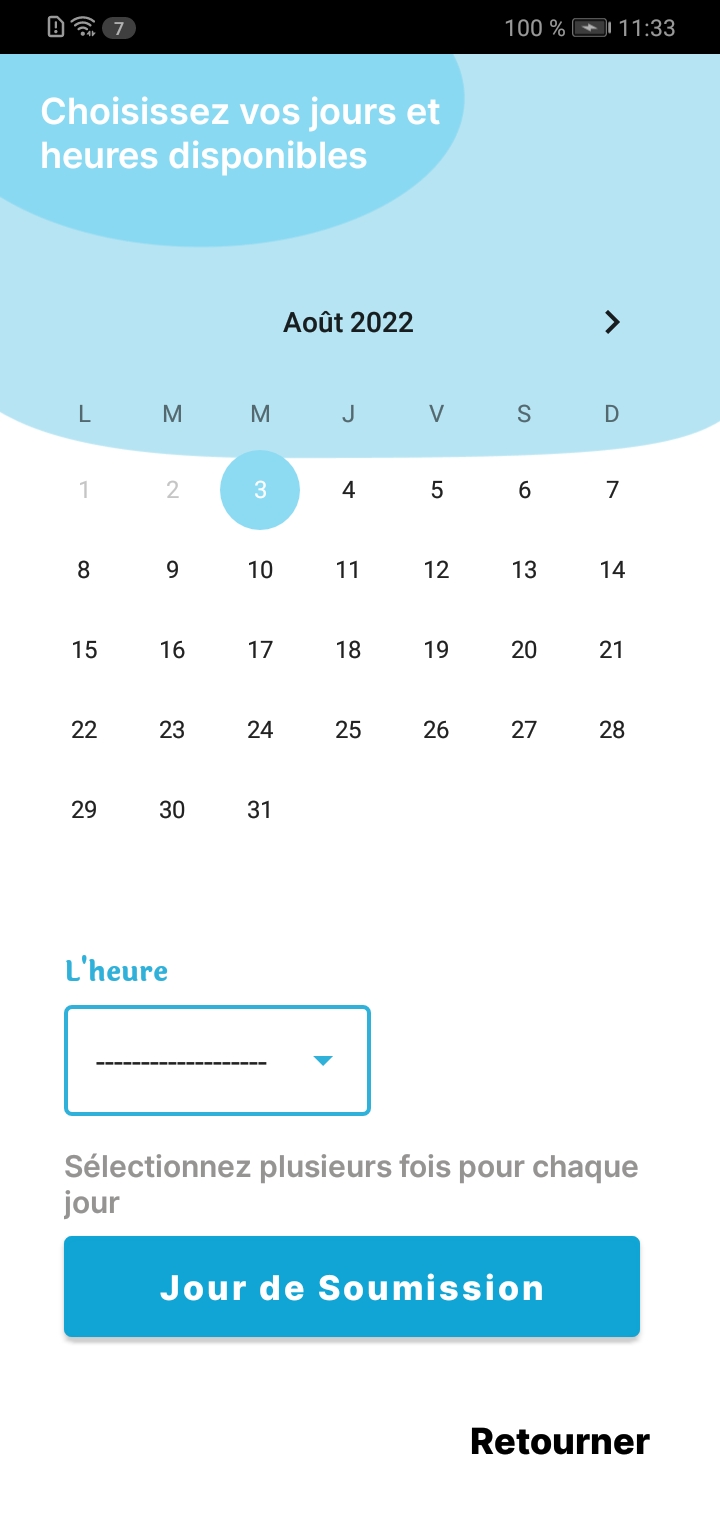 7 100 % 11:33
Choisissez vos jours et
heures disponibles
Août 2022
L M M J V S D
1 2 3 4 5 6 7
8 9 10 11 12 13 14
15 16 17 18 19 20 21
22 23 24 25 26 27 28
29 30 31
L'heure
-------------------
Sélectionnez plusieurs fois pour chaque
jour
Jour de Soumission
Retourner